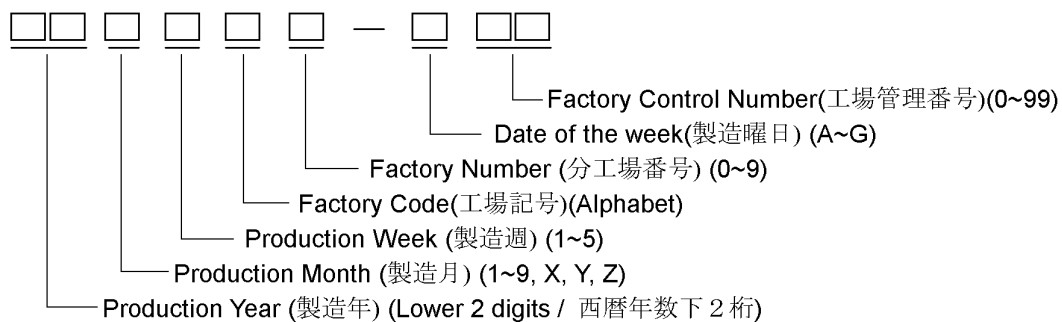 Factory Control Number(工場管理番号)(0~99)
Date of the week(製造曜日) (A~G)
Factory Number (分工場番号) (0~9)
Factory Code(工場記号)(Alphabet)
Production Week (製造週) (1~5)
Production Month (製造月) (1~9, X, Y, Z)
Production Year (製造年) (Lower 2 digits / 西暦年数下２桁)